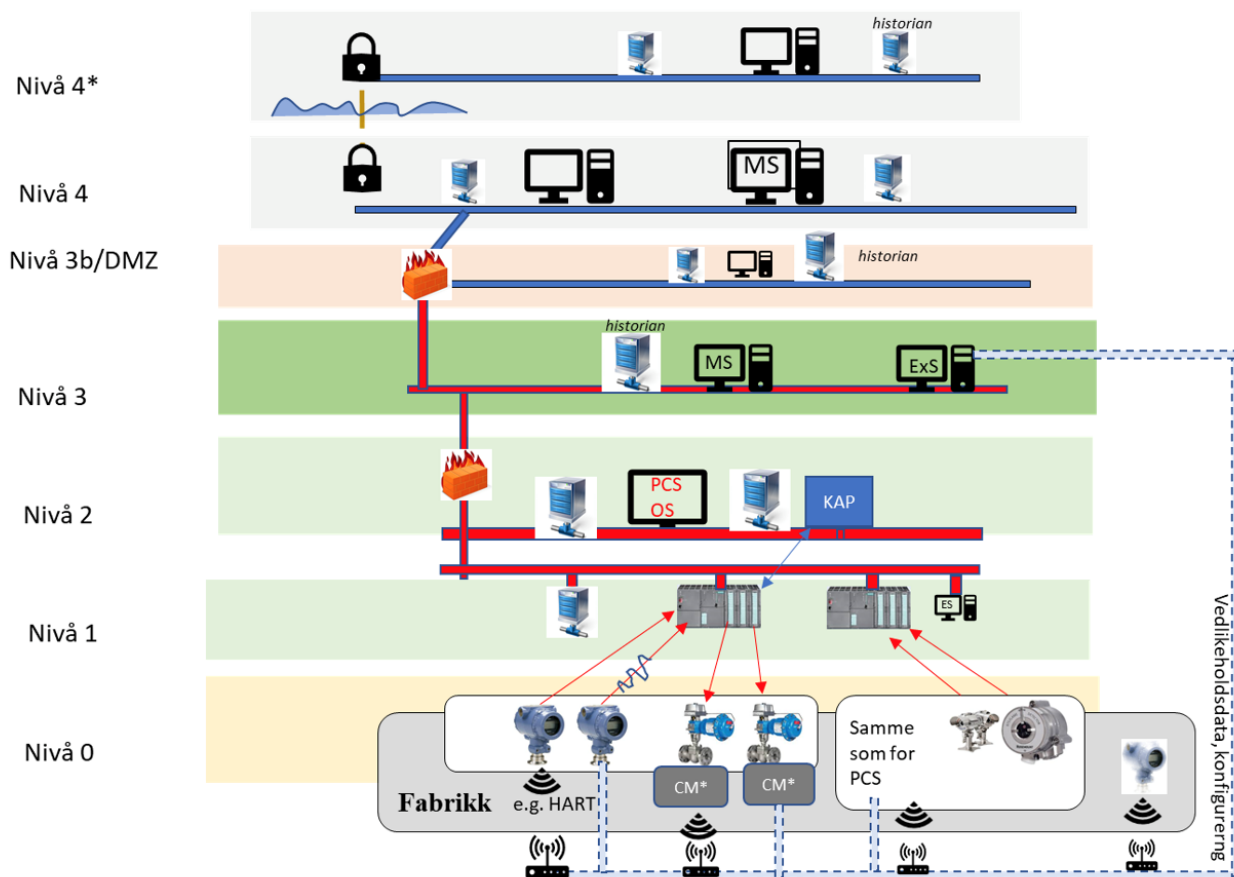 historian
Nivå 4*
MS
Nivå 4
Nivå 3b/DMZ
historian
historian
MS
ExS
Nivå 3
PCS
OS
KAP
Nivå 2
ES
Nivå 1
Vedlikeholdsdata, konfigurerng
Samme
som for
PCS
Nivå 0
CM*
CM*
Fabrikk
e.g. HART